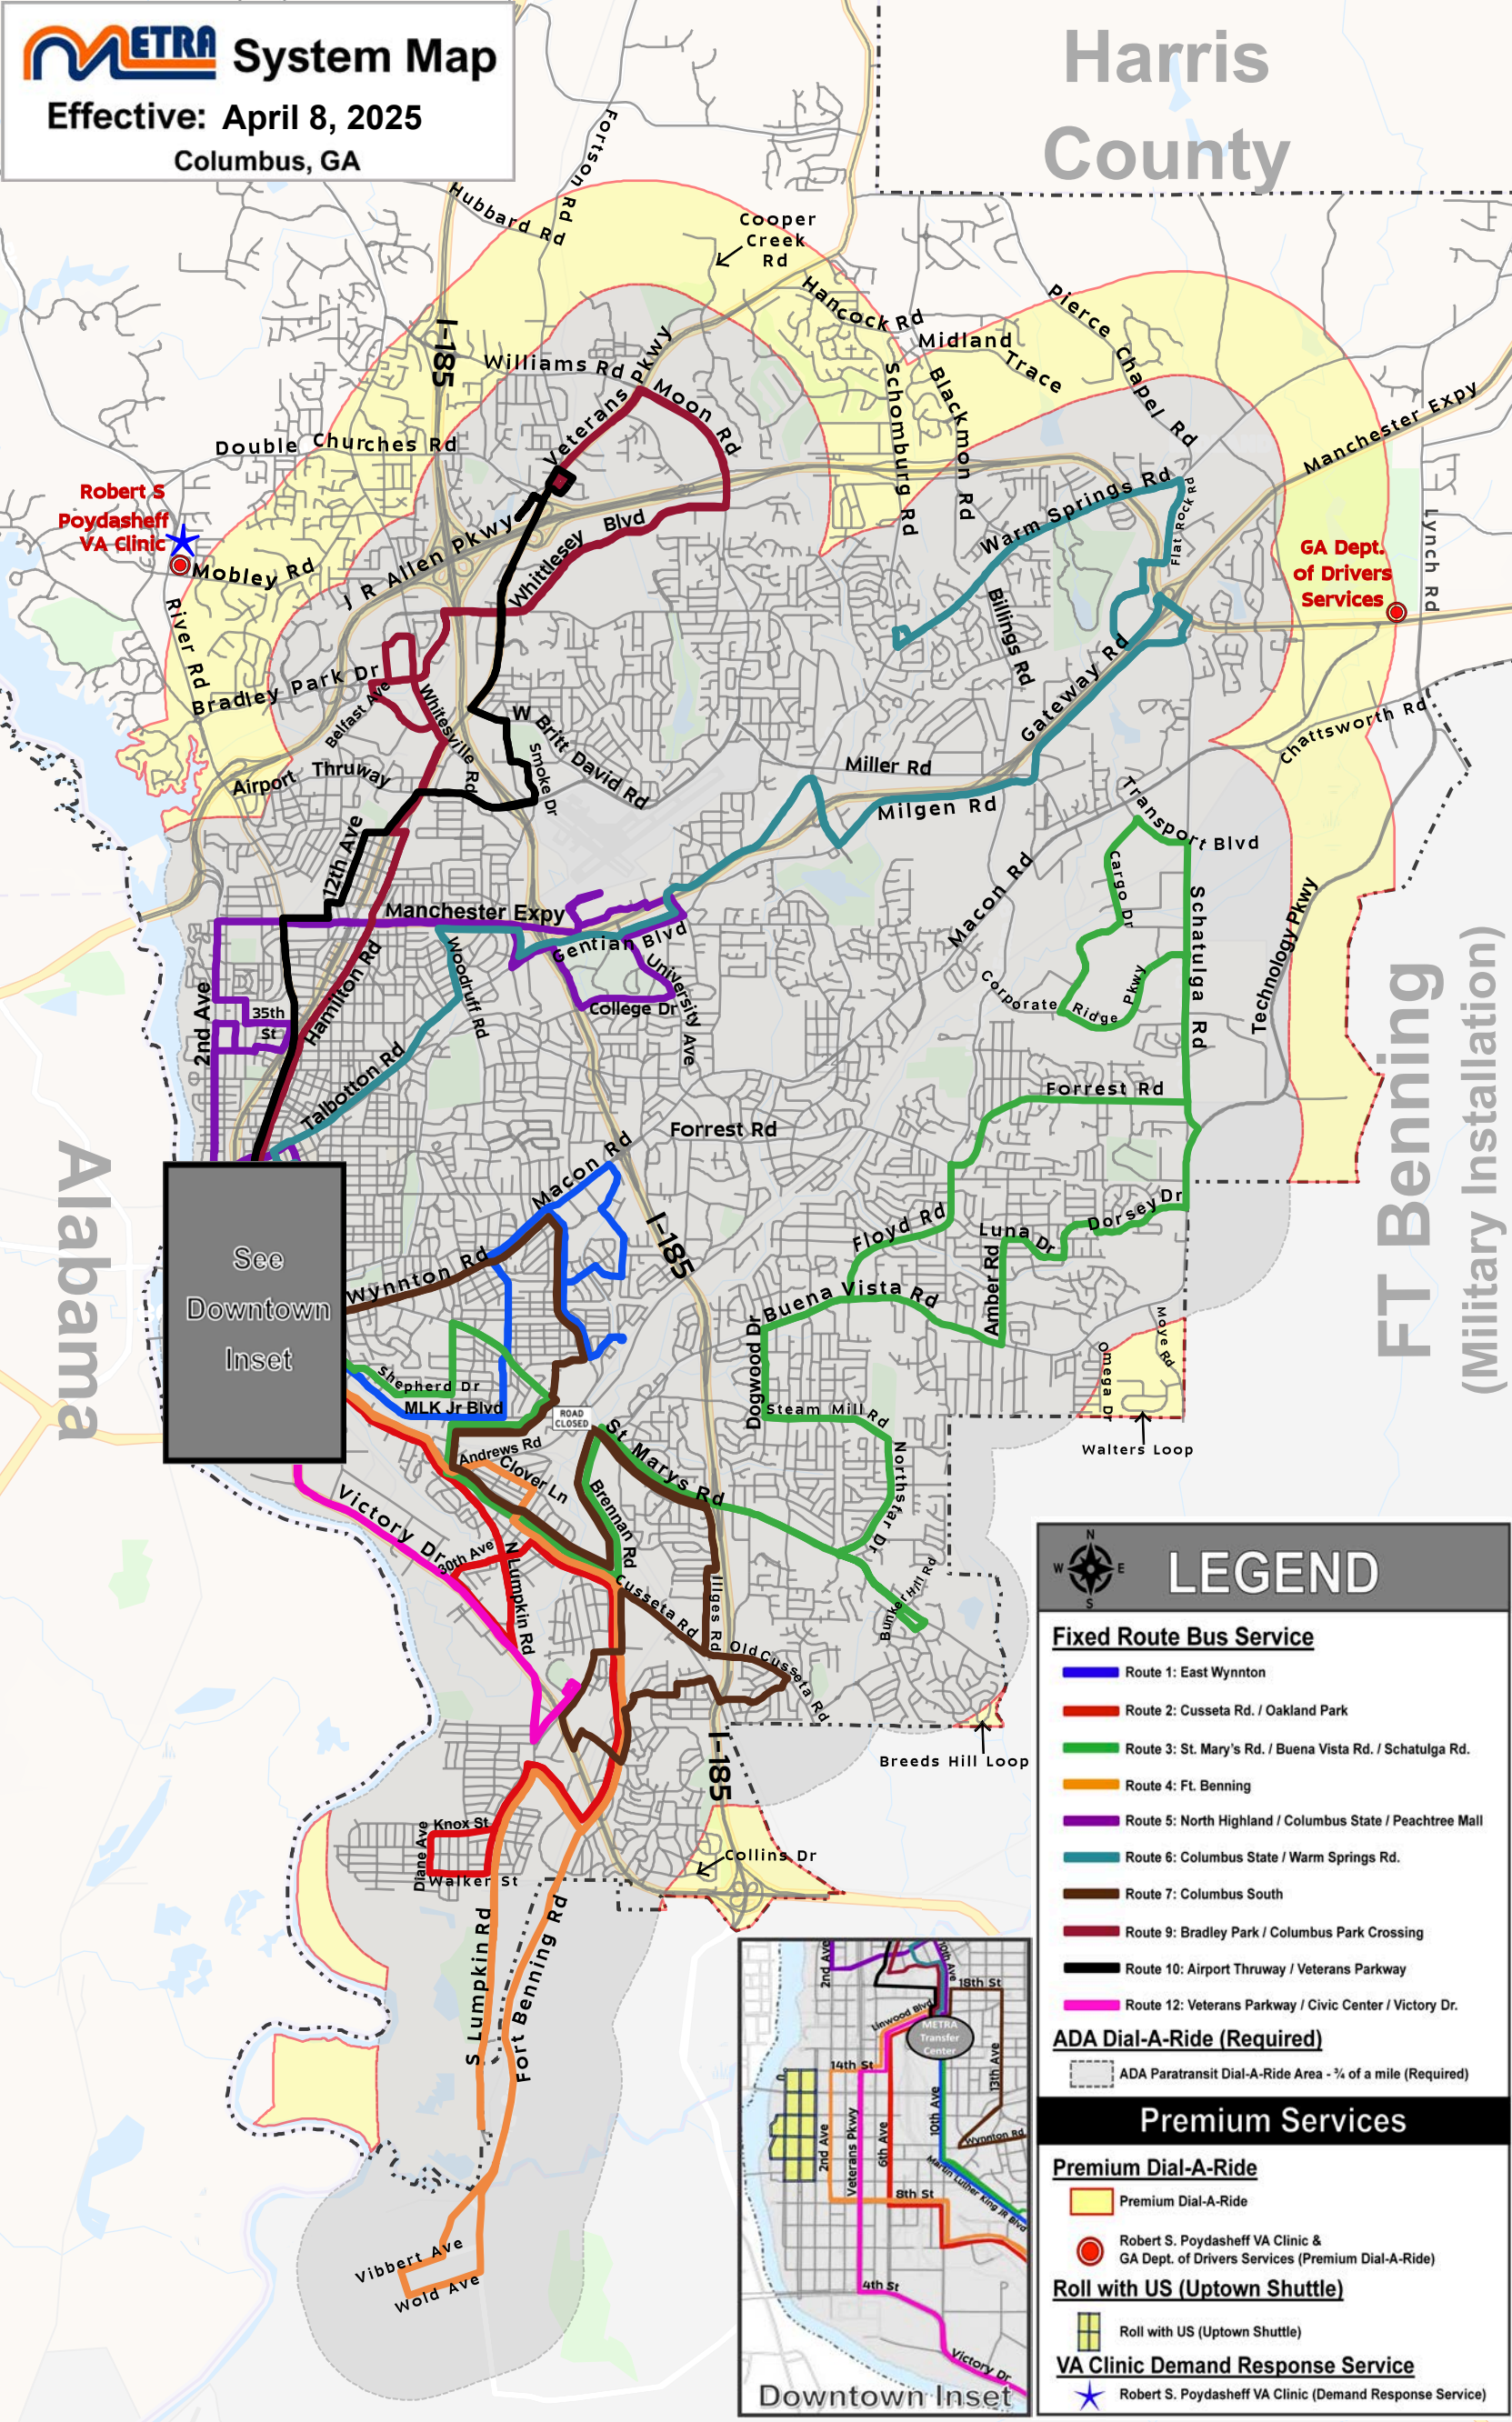 METRA System Map
Effective: April 8, 2025
Columbus, GA
Harris
County
Fortson Rd
Hubbard Rd
Cooper
Creek
Rd
Hancock Rd
Pierce Chapel Rd
Midland
Trace
I-185
Williams Rd
Veterans Pkwy
Moon Rd
Schomburg Rd
Blackmon Rd
Manchester Expy
Double Churches Rd
Robert S
Poydasheff
VA Clinic
Mobley Rd
J R Allen Pkwy
Whittlesey Blvd
Warm Springs Rd
Flat Rock Rd
GA Dept.
of Drivers
Services
Lynch Rd
River Rd
Bradley Park Dr
Belfast Ave
Whitesville Rd
W Britt David Rd
Smoke Dr
Billings Rd
Gateway Rd
Chattsworth Rd
Airport Thruway
Miller Rd
Milgen Rd
Transport Blvd
12th Ave
Cargo Dr
Macon Rd
Schatulga Rd
Technology Pkwy
Manchester Expy
Gentian Blvd
Woodruff Rd
University Ave
College Dr
Hamilton Rd
2nd Ave
35th
St
Corporate Ridge Pkwy
Talbotton Rd
Forrest Rd
Forrest Rd
FT Benning
(Military Installation)
Alabama
See
Downtown
Inset
Macon Rd
I-185
Wynnton Rd
Floyd Rd
Luna Dr
Dorsey Dr
Buena Vista Rd
Amber Rd
Dogwood Dr
Moye Rd
Omega Dr
Shepherd Dr
MLK Jr Blvd
ROAD
CLOSED
Steam Mill Rd
Walters Loop
Andrews Rd
Clover Ln
St Marys Rd
Northstar Dr
Brennan Rd
Victory Dr
30th Ave
N Lumpkin Rd
Cusseta Rd
Illges Rd
Old Cusseta Rd
Bunker Hill Rd
I-185
Breeds Hill Loop
Knox St
Diane Ave
Walker St
Collins Dr
S Lumpkin Rd
Fort Benning Rd
Vibbert Ave
Wold Ave
2nd Ave
10th Ave
18th St
Linwood Blvd
METRA
Transfer
Center
14th St
13th Ave
2nd Ave
Veterans Pkwy
6th Ave
10th Ave
Wynnton Rd
Martin Luther King JR Blvd
8th St
4th St
Victory Dr
Downtown Inset
N
W E
S
LEGEND
Fixed Route Bus Service
Route 1: East Wynnton
Route 2: Cusseta Rd. / Oakland Park
Route 3: St. Mary's Rd. / Buena Vista Rd. / Schatulga Rd.
Route 4: Ft. Benning
Route 5: North Highland / Columbus State / Peachtree Mall
Route 6: Columbus State / Warm Springs Rd.
Route 7: Columbus South
Route 9: Bradley Park / Columbus Park Crossing
Route 10: Airport Thruway / Veterans Parkway
Route 12: Veterans Parkway / Civic Center / Victory Dr.
ADA Dial-A-Ride (Required)
ADA Paratransit Dial-A-Ride Area - ¾ of a mile (Required)
Premium Services
Premium Dial-A-Ride
Premium Dial-A-Ride
Robert S. Poydasheff VA Clinic &
GA Dept. of Drivers Services (Premium Dial-A-Ride)
Roll with US (Uptown Shuttle)
Roll with US (Uptown Shuttle)
VA Clinic Demand Response Service
Robert S. Poydasheff VA Clinic (Demand Response Service)